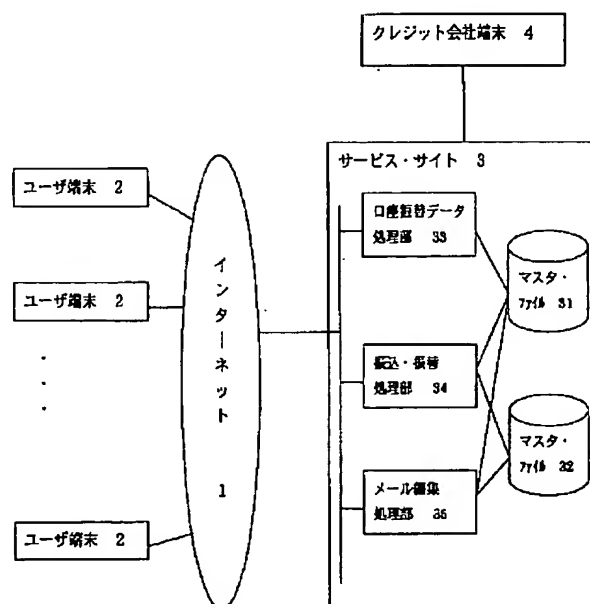 クレジット会社端末 4
サービス・サイト 3
ユーザ端末 2
口座振替データ
処理部 33
マスタ・
ファイル 31
インターネット
1
ユーザ端末 2
振込・振替
処理部 34
マスタ・
ファイル 32
メール編集
処理部 35
ユーザ端末 2